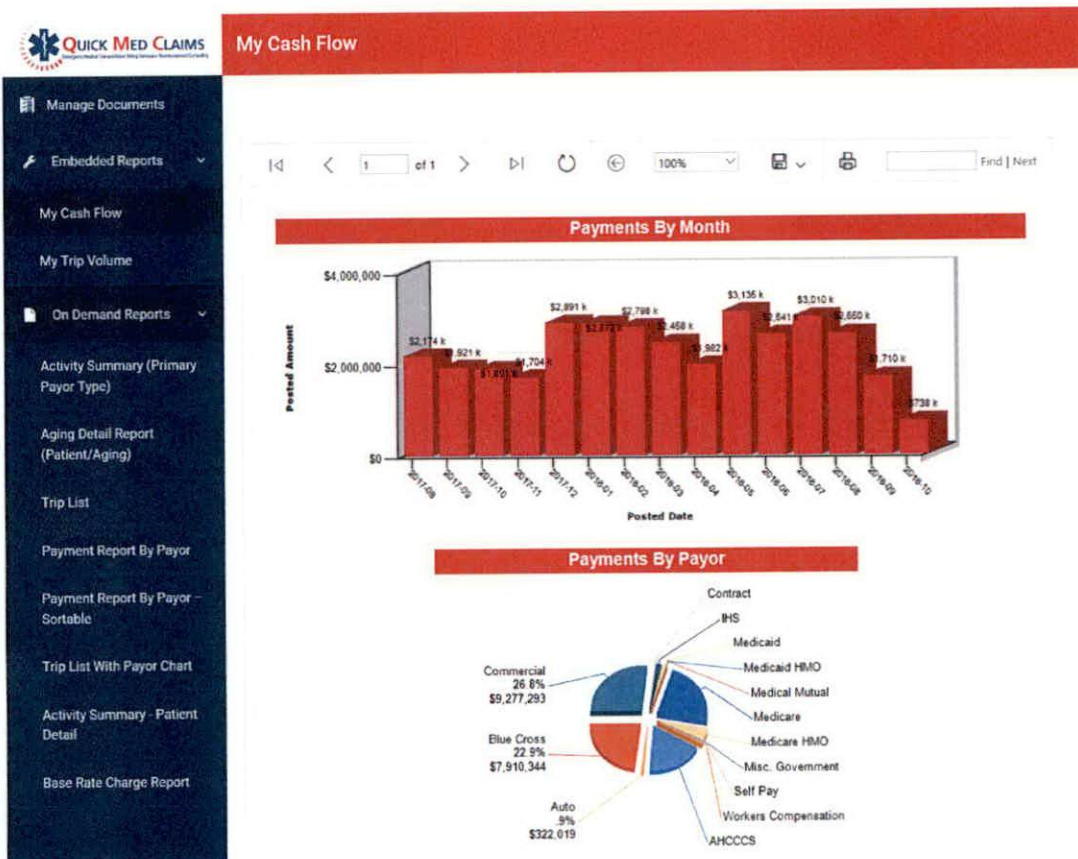 QUICK MED CLAIMS
My Cash Flow
Manage Documents
Embedded Reports
My Cash Flow
My Trip Volume
On Demand Reports
Activity Summary (Primary
Payor Type)
Aging Detail Report
(Patient/Aging)
Trip List
Payment Report By Payor
Payment Report By Payor –
Sortable
Trip List With Payor Chart
Activity Summary - Patient
Detail
Base Rate Charge Report
1 of 1 100% Find | Next
Payments By Month
Posted Amount
$4,000,000
$2,000,000
$0
$2,174 k
$1,921 k
$1,704 k
$2,891 k
$2,798 k
$2,458 k
$1,982 k
$3,135 k
$2,641 k
$3,010 k
$2,650 k
$1,710 k
$738 k
2017-08
2017-09
2017-10
2017-11
2017-12
2018-01
2018-02
2018-03
2018-04
2018-05
2018-06
2018-07
2018-08
2018-09
2018-10
Posted Date
Payments By Payor
Contract
IHS
Medicaid
Medicaid HMO
Medical Mutual
Medicare
Medicare HMO
Misc. Government
Self Pay
Workers Compensation
AHCCCS
Commercial
26.8%
$9,277,293
Blue Cross
22.9%
$7,910,344
Auto
.9%
$322,019